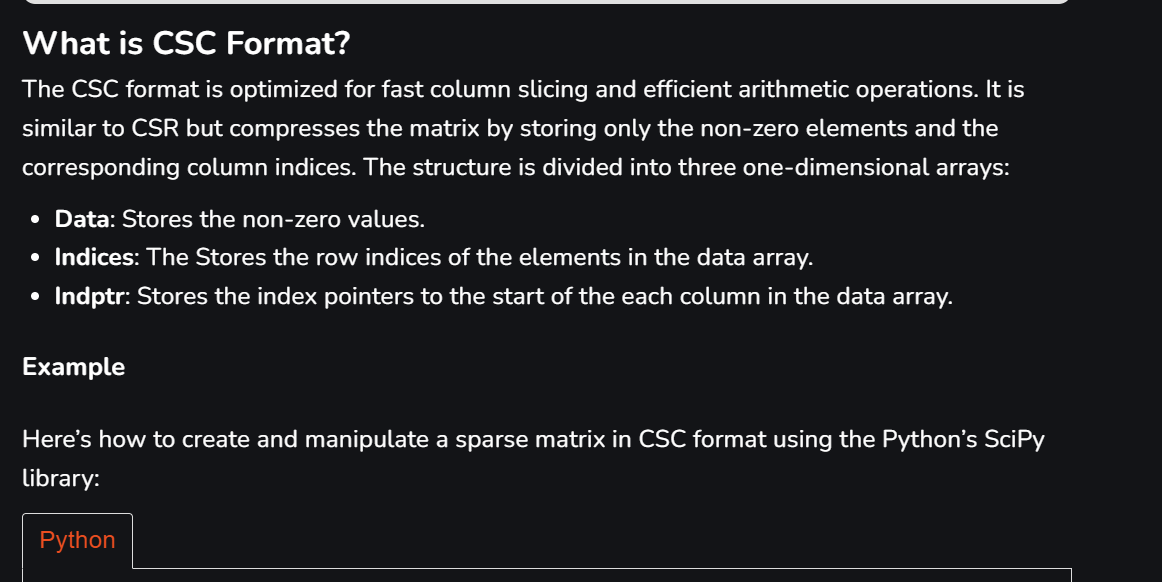 What is CSC Format?
The CSC format is optimized for fast column slicing and efficient arithmetic operations. It is
similar to CSR but compresses the matrix by storing only the non-zero elements and the
corresponding column indices. The structure is divided into three one-dimensional arrays:
• Data: Stores the non-zero values.
• Indices: The Stores the row indices of the elements in the data array.
• Indptr: Stores the index pointers to the start of the each column in the data array.
Example
Here’s how to create and manipulate a sparse matrix in CSC format using the Python’s SciPy
library:
Python